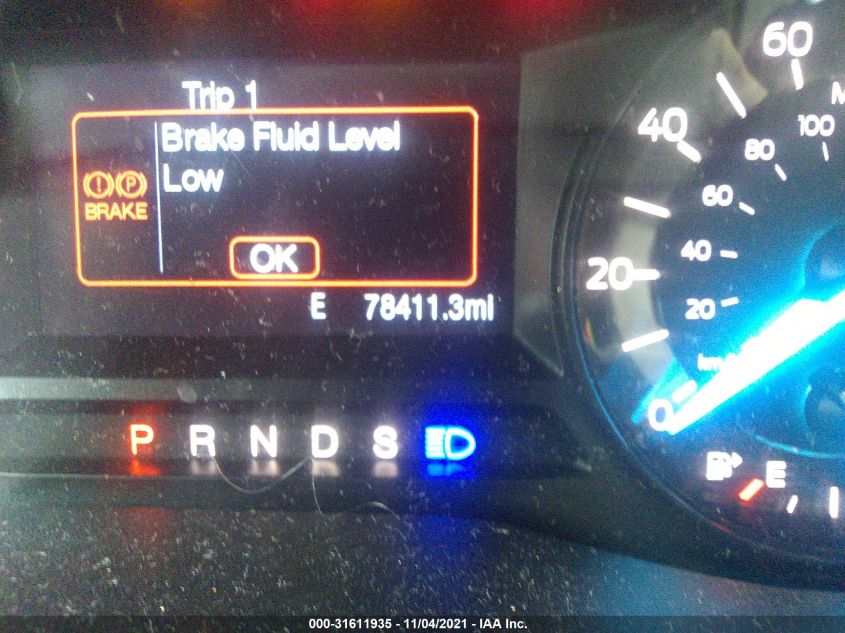 Trip 1
Brake Fluid Level
Low
(!) (P)
BRAKE
OK
E 78411.3mi
P R N D S
0 20 40 60
20 40 60 80 100
E
000-31611935 - 11/04/2021 - IAA Inc.